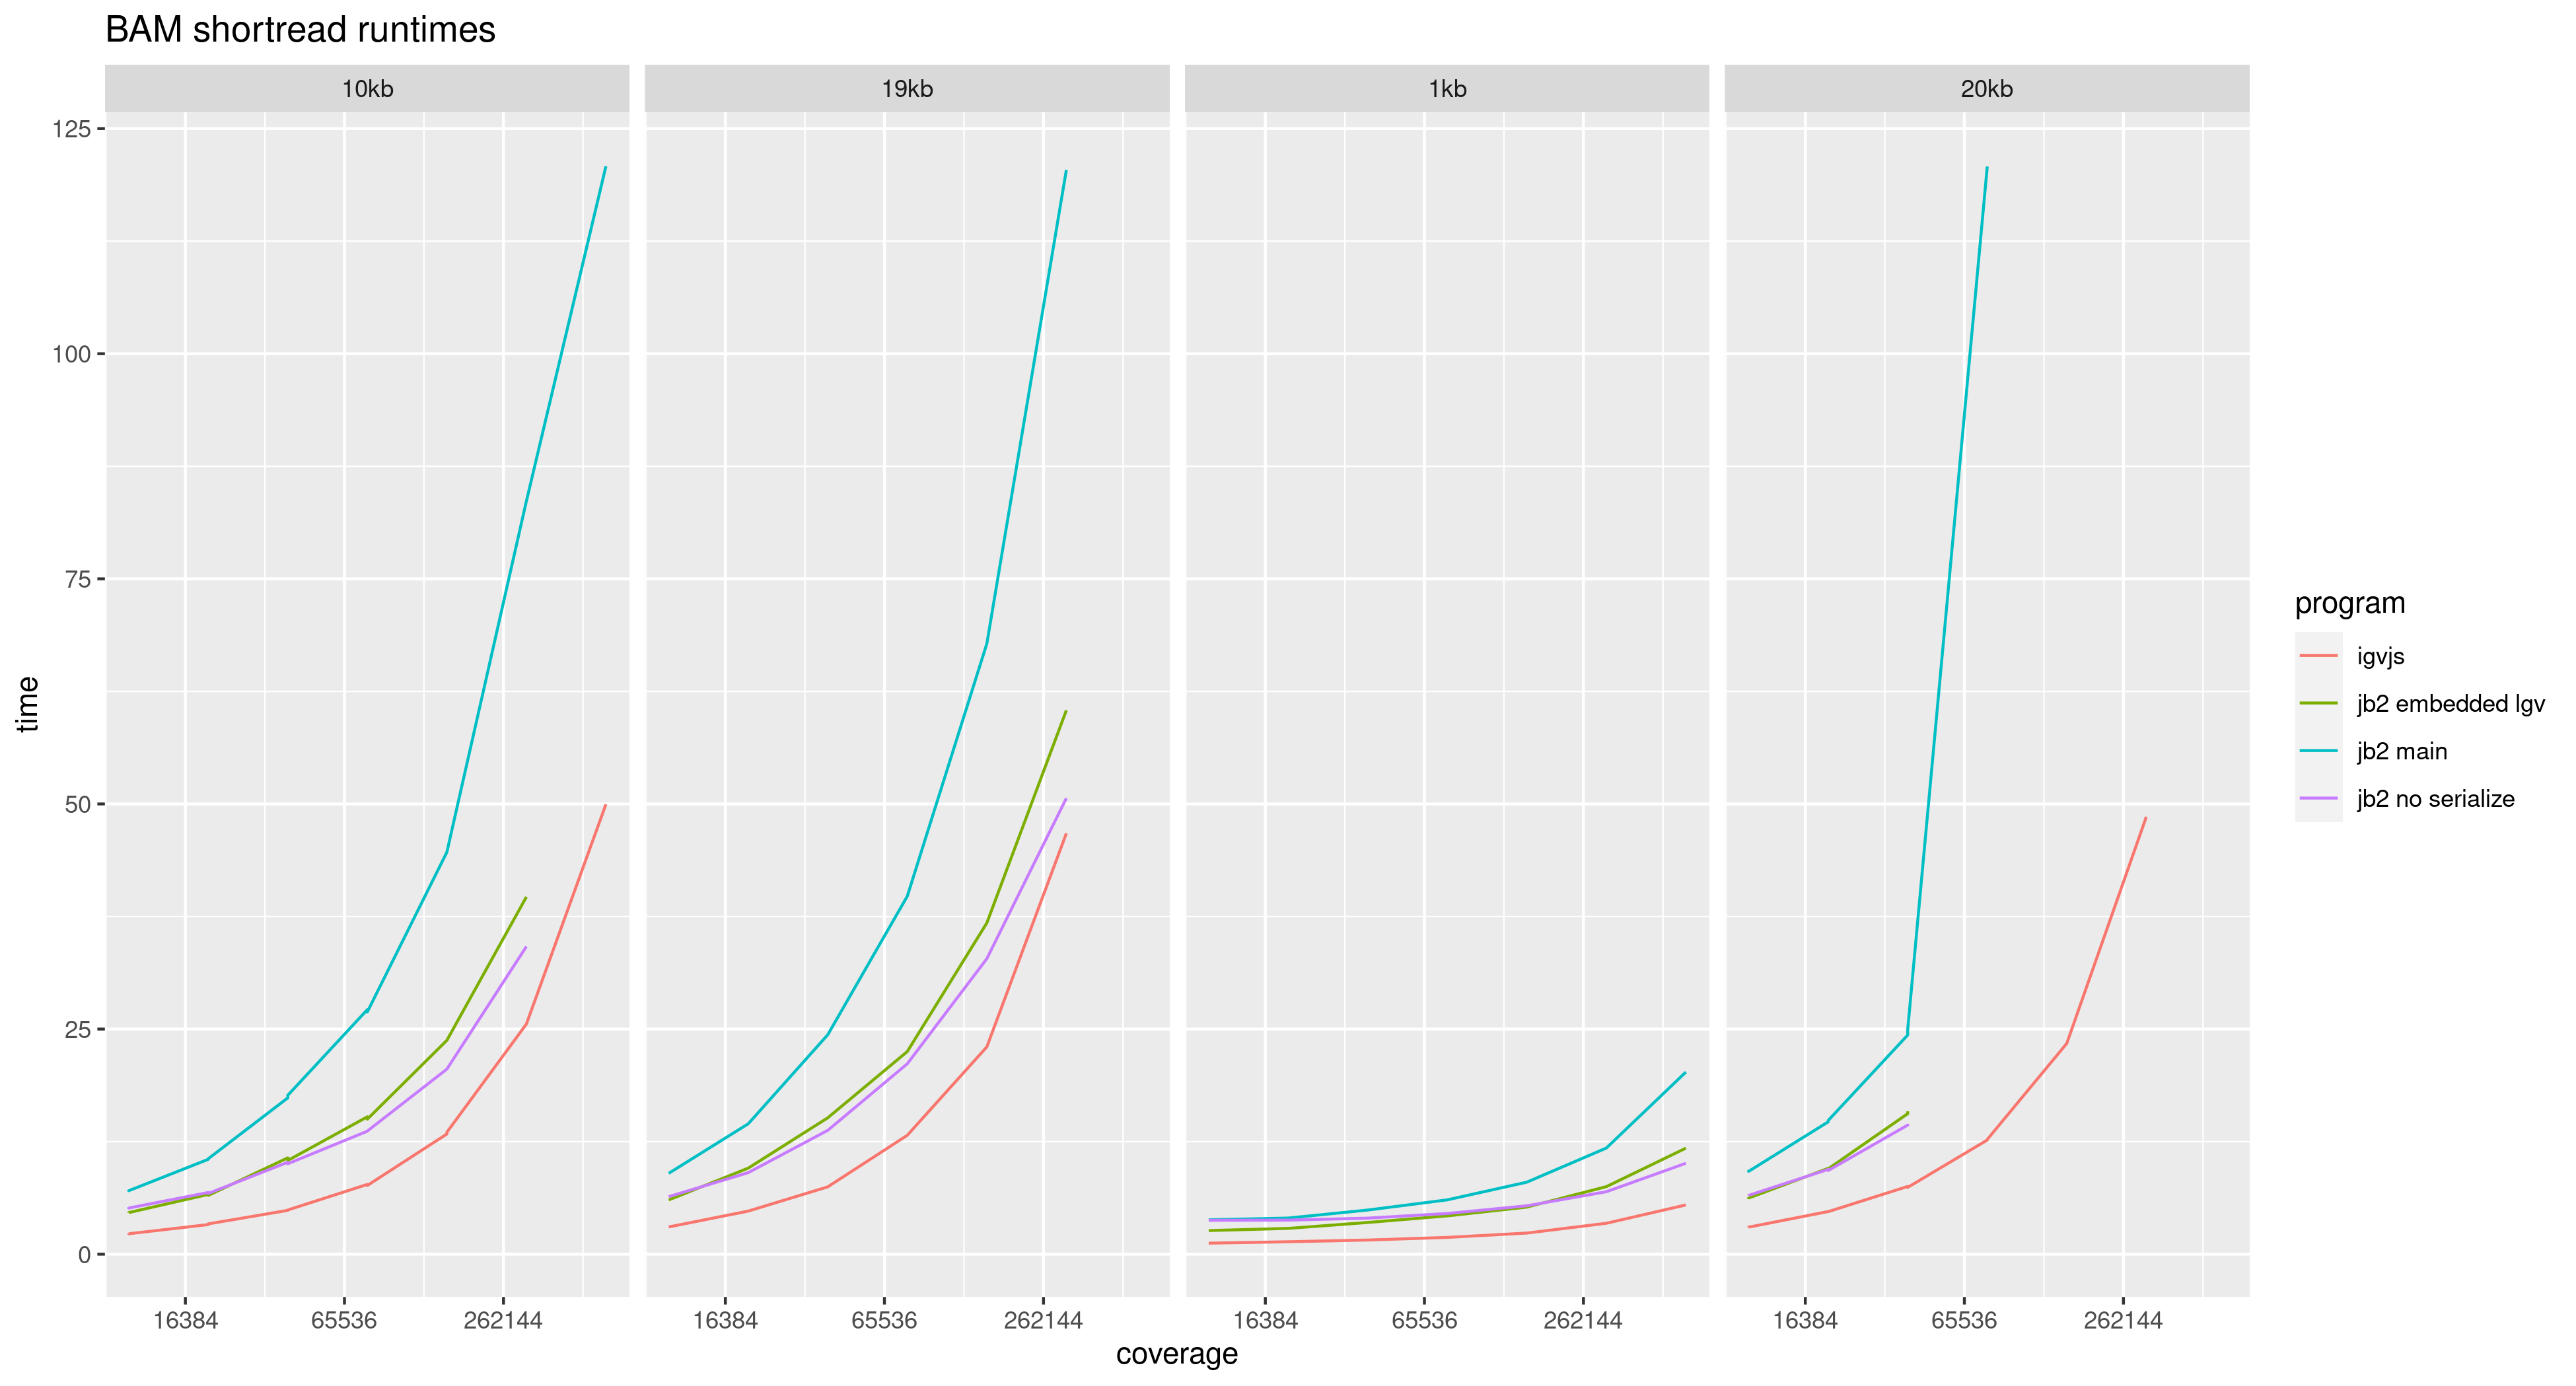 BAM shortread runtimes
10kb 19kb 1kb 20kb
125
100
75
50
25
0
time
16384 65536 262144 16384 65536 262144 16384 65536 262144 16384 65536 262144
coverage
program
igvjs
jb2 embedded lgv
jb2 main
jb2 no serialize